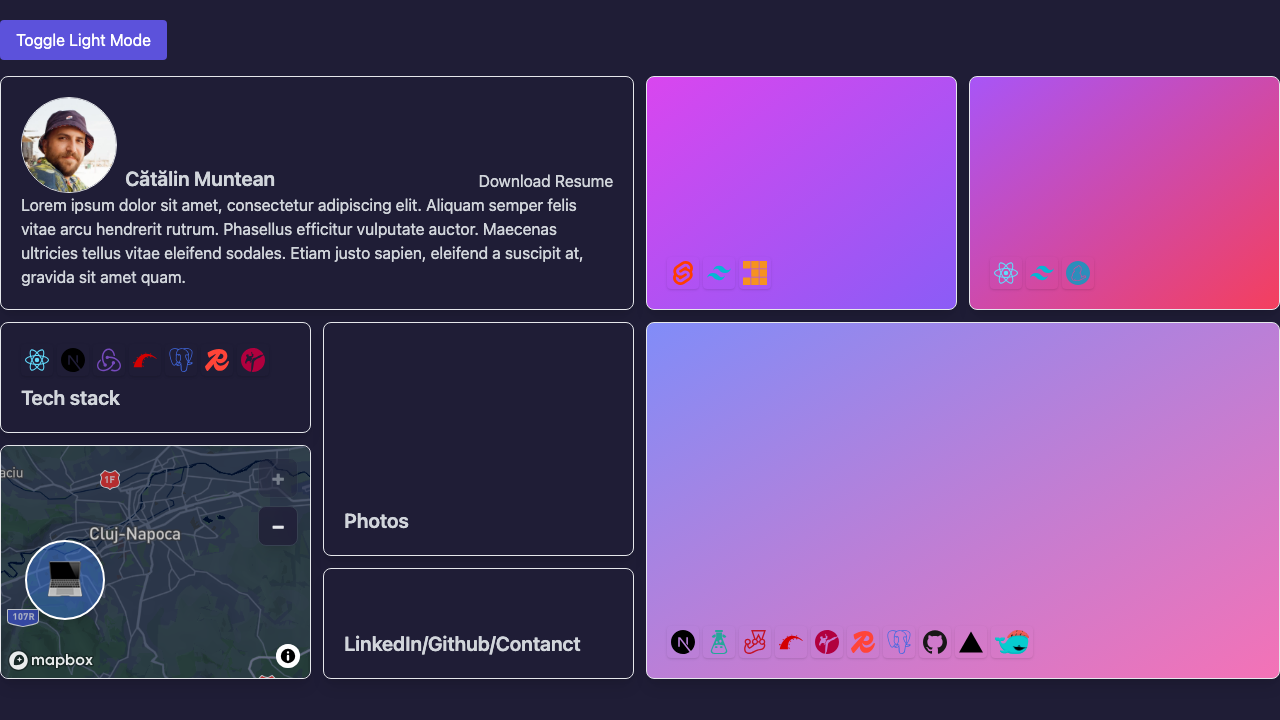 Toggle Light Mode
Cătălin Muntean
Download Resume
Lorem ipsum dolor sit amet, consectetur adipiscing elit. Aliquam semper felis
vitae arcu hendrerit rutrum. Phasellus efficitur vulputate auctor. Maecenas
ultricies tellus vitae eleifend sodales. Etiam justo sapien, eleifend a suscipit at,
gravida sit amet quam.
Tech stack
aciu
1F
Cluj-Napoca
107R
mapbox
Photos
LinkedIn/Github/Contanct